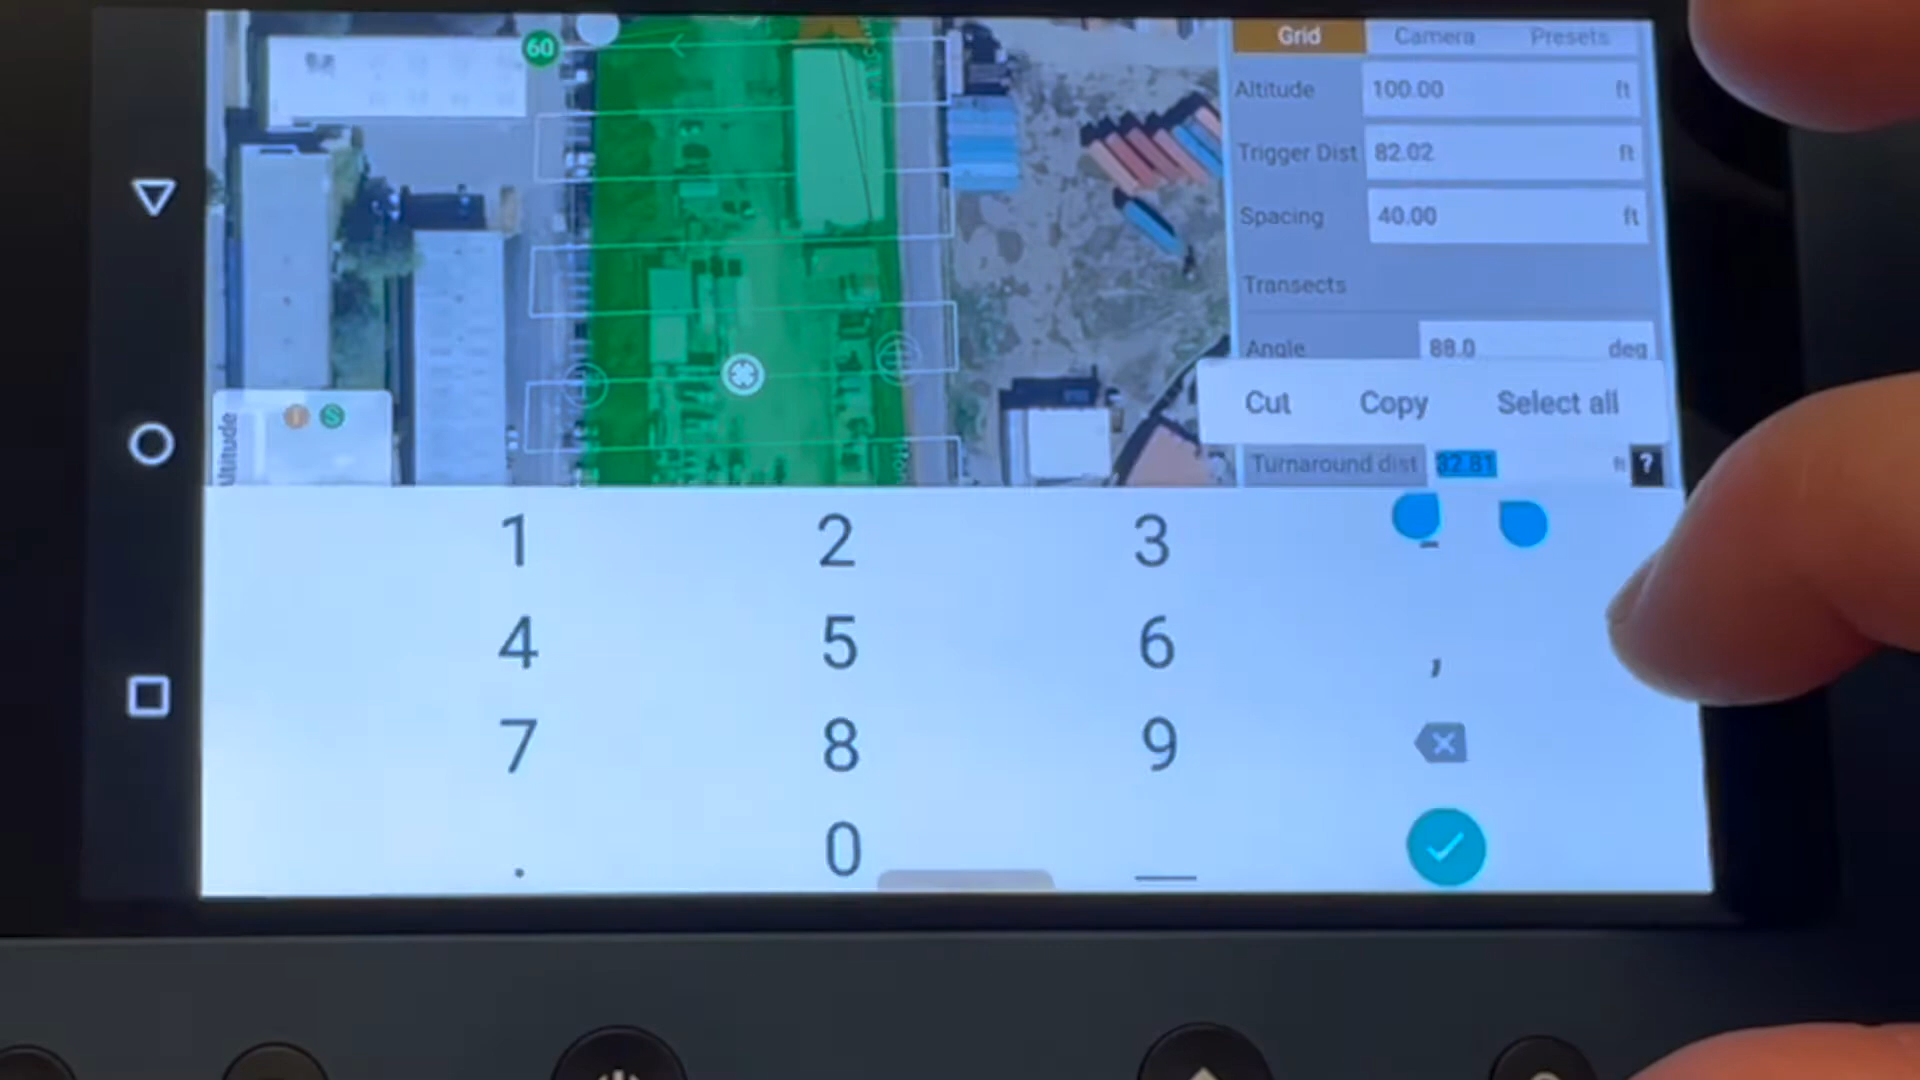 60
Grid Camera Presets
Altitude 100.00 ft
Trigger Dist 82.02 ft
Spacing 40.00 ft
Transects
Angle 88.0 deg
Cut Copy Select all
Turnaround dist 32.81 ft ?
S
1 2 3 -
4 5 6 ,
7 8 9
. 0